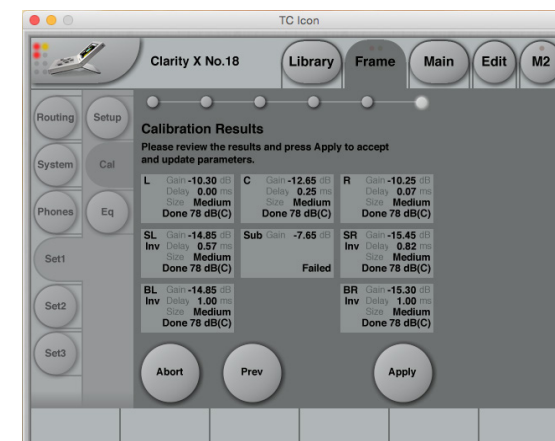 TC Icon
Clarity X No.18
Library
Frame
Main
Edit
M2
Routing
Setup
System
Cal
Phones
Eq
Set1
Set2
Set3
Calibration Results
Please review the results and press Apply to accept
and update parameters.
L Gain -10.30 dB
Delay 0.00 ms
Size Medium
Done 78 dB(C)
C Gain -12.65 dB
Delay 0.25 ms
Size Medium
Done 78 dB(C)
R Gain -10.25 dB
Delay 0.07 ms
Size Medium
Done 78 dB(C)
SL Gain -14.85 dB
Inv Delay 0.57 ms
Size Medium
Done 78 dB(C)
Sub Gain -7.65 dB
Failed
SR Gain -15.45 dB
Inv Delay 0.82 ms
Size Medium
Done 78 dB(C)
BL Gain -14.85 dB
Inv Delay 1.00 ms
Size Medium
Done 78 dB(C)
BR Gain -15.30 dB
Inv Delay 1.00 ms
Size Medium
Done 78 dB(C)
Abort
Prev
Apply